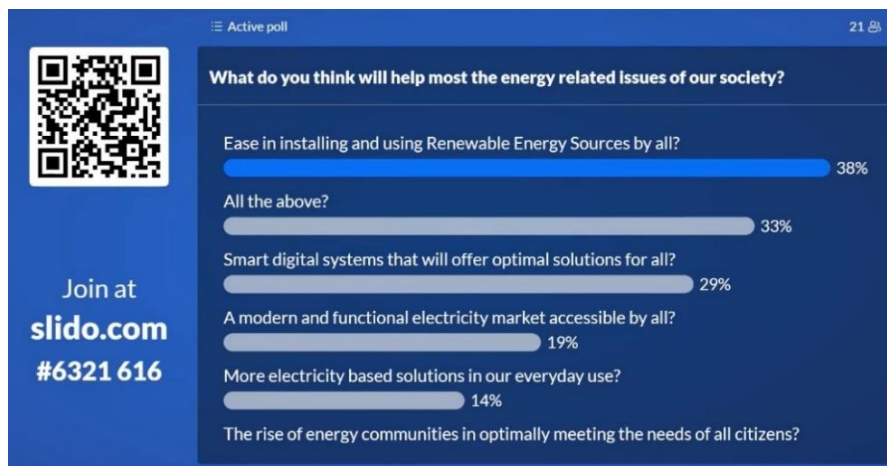 Active poll
21
Join at
slido.com
#6321 616
What do you think will help most the energy related issues of our society?
Ease in installing and using Renewable Energy Sources by all?
38%
All the above?
33%
Smart digital systems that will offer optimal solutions for all?
29%
A modern and functional electricity market accessible by all?
19%
More electricity based solutions in our everyday use?
14%
The rise of energy communities in optimally meeting the needs of all citizens?